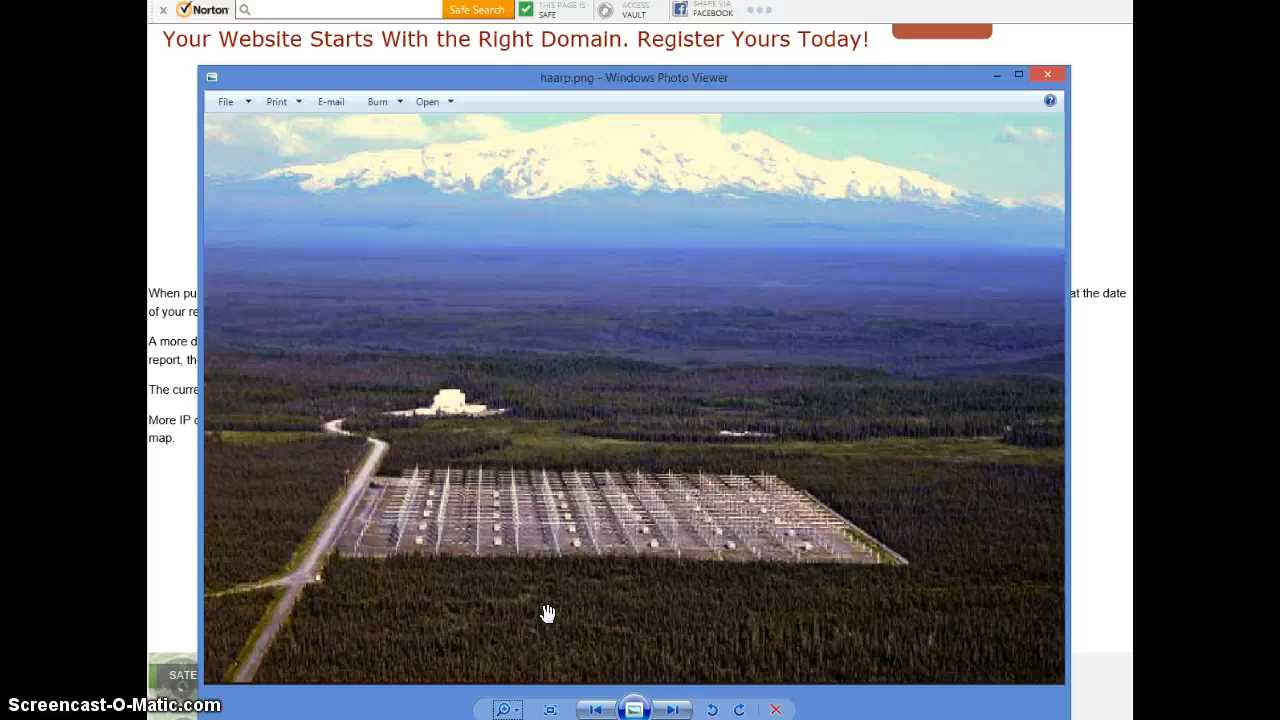 Norton
Safe Search
THIS PAGE IS
SAFE
ACCESS
VAULT
SHARE VIA
FACEBOOK
Your Website Starts With the Right Domain. Register Yours Today!
haarp.png - Windows Photo Viewer
File Print E-mail Burn Open
When pu
at the date
of your re
A more d
report, th
The curre
More IP
map.
SATE
Screencast-O-Matic.com